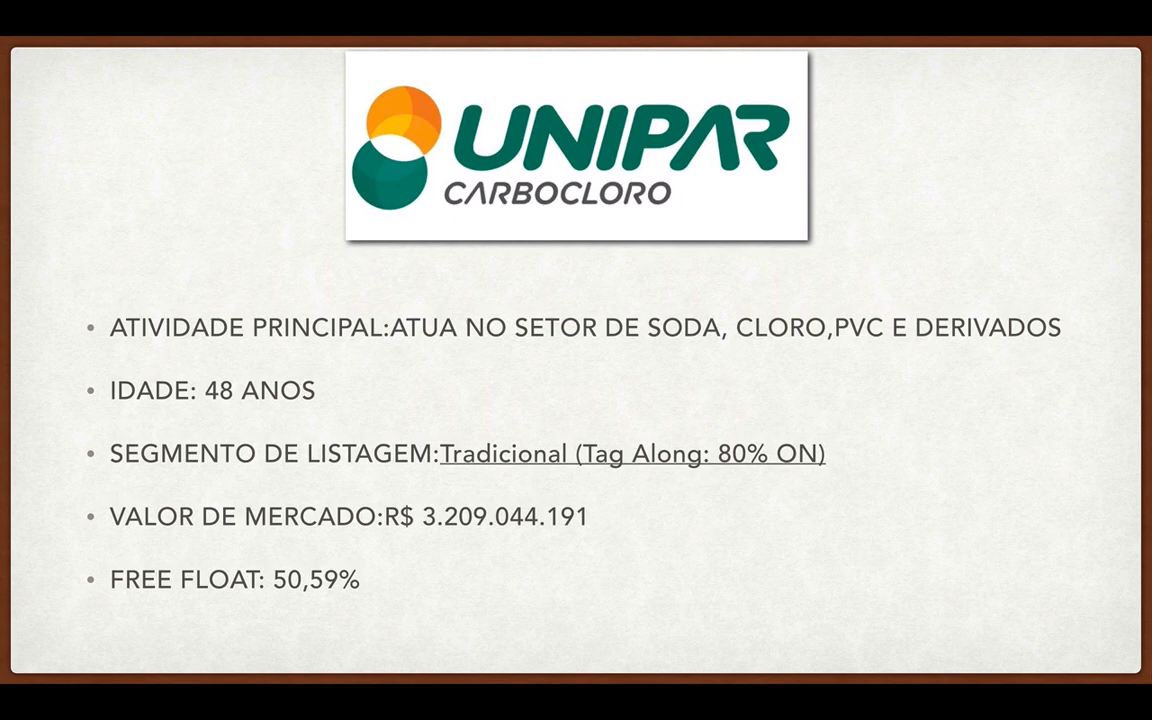 UNIPAR
CARBOCLORO
• ATIVIDADE PRINCIPAL:ATUA NO SETOR DE SODA, CLORO,PVC E DERIVADOS
• IDADE: 48 ANOS
• SEGMENTO DE LISTAGEM:Tradicional (Tag Along: 80% ON)
• VALOR DE MERCADO:R$ 3.209.044.191
• FREE FLOAT: 50,59%